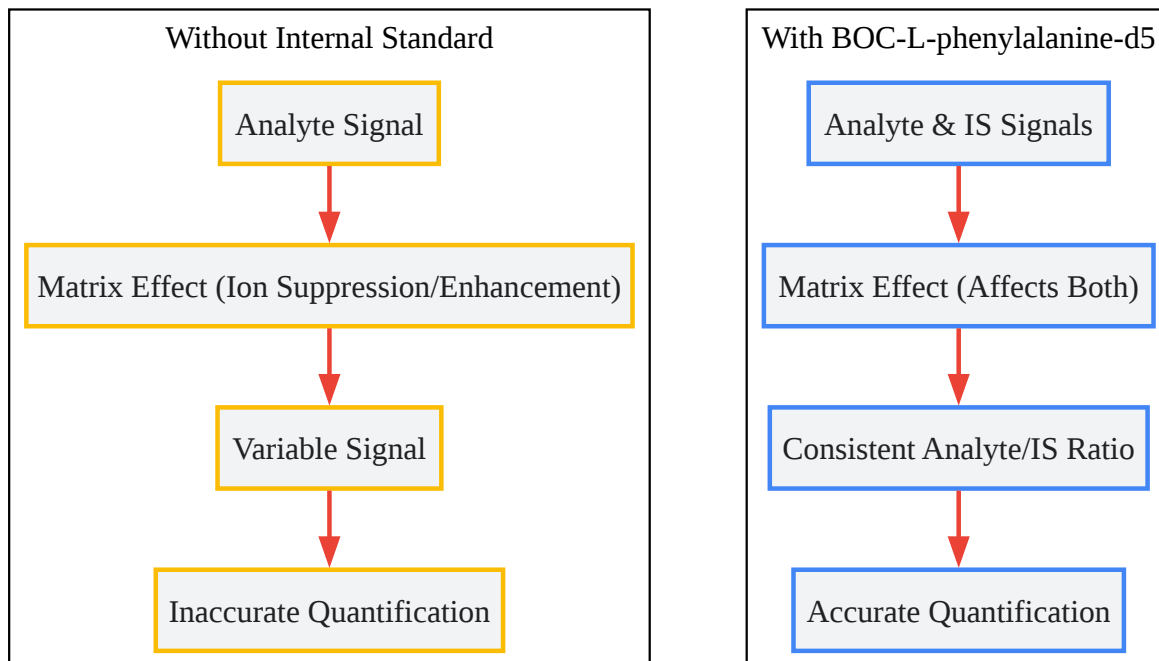 Without Internal Standard
Analyte Signal
Matrix Effect (Ion Suppression/Enhancement)
Variable Signal
Inaccurate Quantification
With BOC-L-phenylalanine-d5
Analyte & IS Signals
Matrix Effect (Affects Both)
Consistent Analyte/IS Ratio
Accurate Quantification